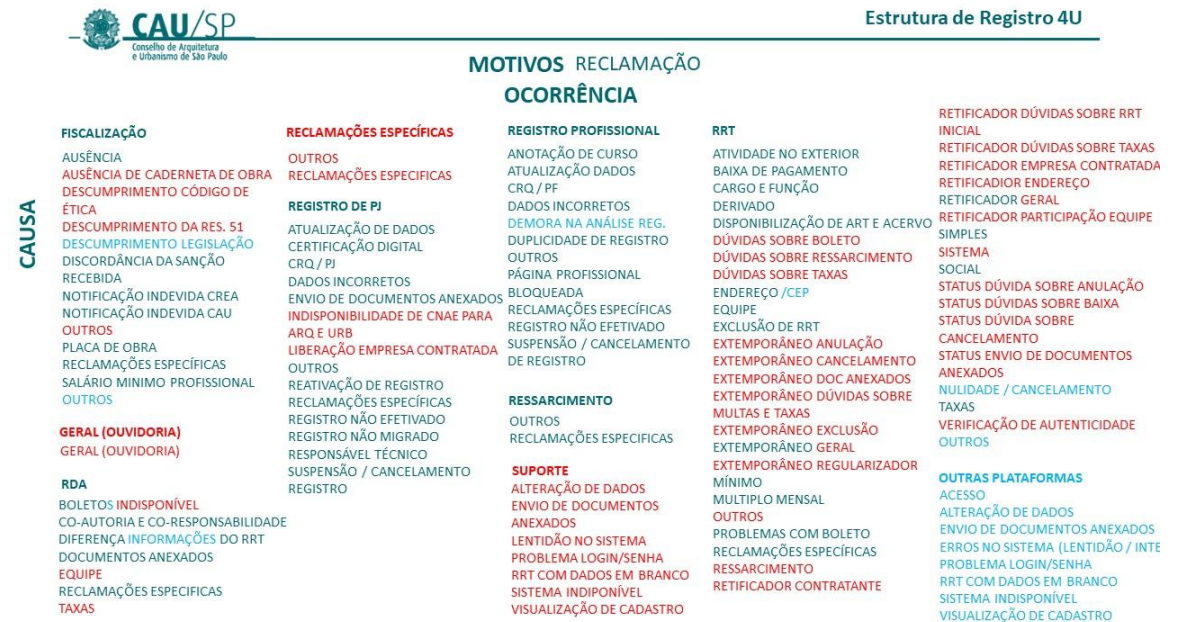 CAU/SP
Conselho de Arquitetura
e Urbanismo de São Paulo
Estrutura de Registro 4U
MOTIVOS RECLAMAÇÃO
OCORRÊNCIA
CAUSA
FISCALIZAÇÃO
AUSÊNCIA
AUSÊNCIA DE CADERNETA DE OBRA
DESCUMPRIMENTO CÓDIGO DE
ÉTICA
DESCUMPRIMENTO DA RES. 51
DESCUMPRIMENTO LEGISLAÇÃO
DISCORDÂNCIA DA SANÇÃO
RECEBIDA
NOTIFICAÇÃO INDEVIDA CREA
NOTIFICAÇÃO INDEVIDA CAU
OUTROS
PLACA DE OBRA
RECLAMAÇÕES ESPECÍFICAS
SALÁRIO MINIMO PROFISSIONAL
OUTROS
GERAL (OUVIDORIA)
GERAL (OUVIDORIA)
RDA
BOLETOS INDISPONÍVEL
CO-AUTORIA E CO-RESPONSABILIDADE
DIFERENÇA INFORMAÇÕES DO RRT
DOCUMENTOS ANEXADOS
EQUIPE
RECLAMAÇÕES ESPECIFICAS
TAXAS
RECLAMAÇÕES ESPECÍFICAS
OUTROS
RECLAMAÇÕES ESPECIFICAS
REGISTRO DE PJ
ATUALIZAÇÃO DE DADOS
CERTIFICAÇÃO DIGITAL
CRQ / PJ
DADOS INCORRETOS
ENVIO DE DOCUMENTOS ANEXADOS
INDISPONIBILIDADE DE CNAE PARA
ARQ E URB
LIBERAÇÃO EMPRESA CONTRATADA
OUTROS
REATIVAÇÃO DE REGISTRO
RECLAMAÇÕES ESPECÍFICAS
REGISTRO NÃO EFETIVADO
REGISTRO NÃO MIGRADO
RESPONSÁVEL TÉCNICO
SUSPENSÃO / CANCELAMENTO
REGISTRO
REGISTRO PROFISSIONAL
ANOTAÇÃO DE CURSO
ATUALIZAÇÃO DADOS
CRQ / PF
DADOS INCORRETOS
DEMORA NA ANÁLISE REG.
DUPLICIDADE DE REGISTRO
OUTROS
PÁGINA PROFISSIONAL
BLOQUEADA
RECLAMAÇÕES ESPECÍFICAS
REGISTRO NÃO EFETIVADO
SUSPENSÃO / CANCELAMENTO
DE REGISTRO
RESSARCIMENTO
OUTROS
RECLAMAÇÕES ESPECIFICAS
SUPORTE
ALTERAÇÃO DE DADOS
ENVIO DE DOCUMENTOS
ANEXADOS
LENTIDÃO NO SISTEMA
PROBLEMA LOGIN/SENHA
RRT COM DADOS EM BRANCO
SISTEMA INDIPONÍVEL
VISUALIZAÇÃO DE CADASTRO
RRT
ATIVIDADE NO EXTERIOR
BAIXA DE PAGAMENTO
CARGO E FUNÇÃO
DERIVADO
DISPONIBILIZAÇÃO DE ART E ACERVO
DÚVIDAS SOBRE BOLETO
DÚVIDAS SOBRE RESSARCIMENTO
DÚVIDAS SOBRE TAXAS
ENDEREÇO /CEP
EQUIPE
EXCLUSÃO DE RRT
EXTEMPORÂNEO ANULAÇÃO
EXTEMPORÂNEO CANCELAMENTO
EXTEMPORÂNEO DOC ANEXADOS
EXTEMPORÂNEO DÚVIDAS SOBRE
MULTAS E TAXAS
EXTEMPORÂNEO EXCLUSÃO
EXTEMPORÂNEO GERAL
EXTEMPORÂNEO REGULARIZADOR
MÍNIMO
MULTIPLO MENSAL
OUTROS
PROBLEMAS COM BOLETO
RECLAMAÇÕES ESPECÍFICAS
RESSARCIMENTO
RETIFICADOR CONTRATANTE
RETIFICADOR DÚVIDAS SOBRE RRT
INICIAL
RETIFICADOR DÚVIDAS SOBRE TAXAS
RETIFICADOR EMPRESA CONTRATADA
RETIFICADIOR ENDEREÇO
RETIFICADOR GERAL
RETIFICADOR PARTICIPAÇÃO EQUIPE
SIMPLES
SISTEMA
SOCIAL
STATUS DÚVIDA SOBRE ANULAÇÃO
STATUS DÚVIDAS SOBRE BAIXA
STATUS DÚVIDA SOBRE
CANCELAMENTO
STATUS ENVIO DE DOCUMENTOS
ANEXADOS
NULIDADE / CANCELAMENTO
TAXAS
VERIFICAÇÃO DE AUTENTICIDADE
OUTROS
OUTRAS PLATAFORMAS
ACESSO
ALTERAÇÃO DE DADOS
ENVIO DE DOCUMENTOS ANEXADOS
ERROS NO SISTEMA (LENTIDÃO / INTE
PROBLEMA LOGIN/SENHA
RRT COM DADOS EM BRANCO
SISTEMA INDISPONÍVEL
VISUALIZAÇÃO DE CADASTRO